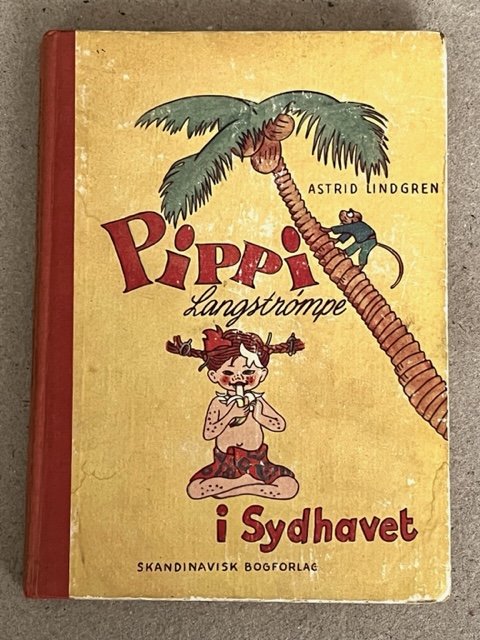 ASTRID LINDGREN
Pippi
Langstrømpe
i Sydhavet
SKANDINAVISK BOGFORLAG